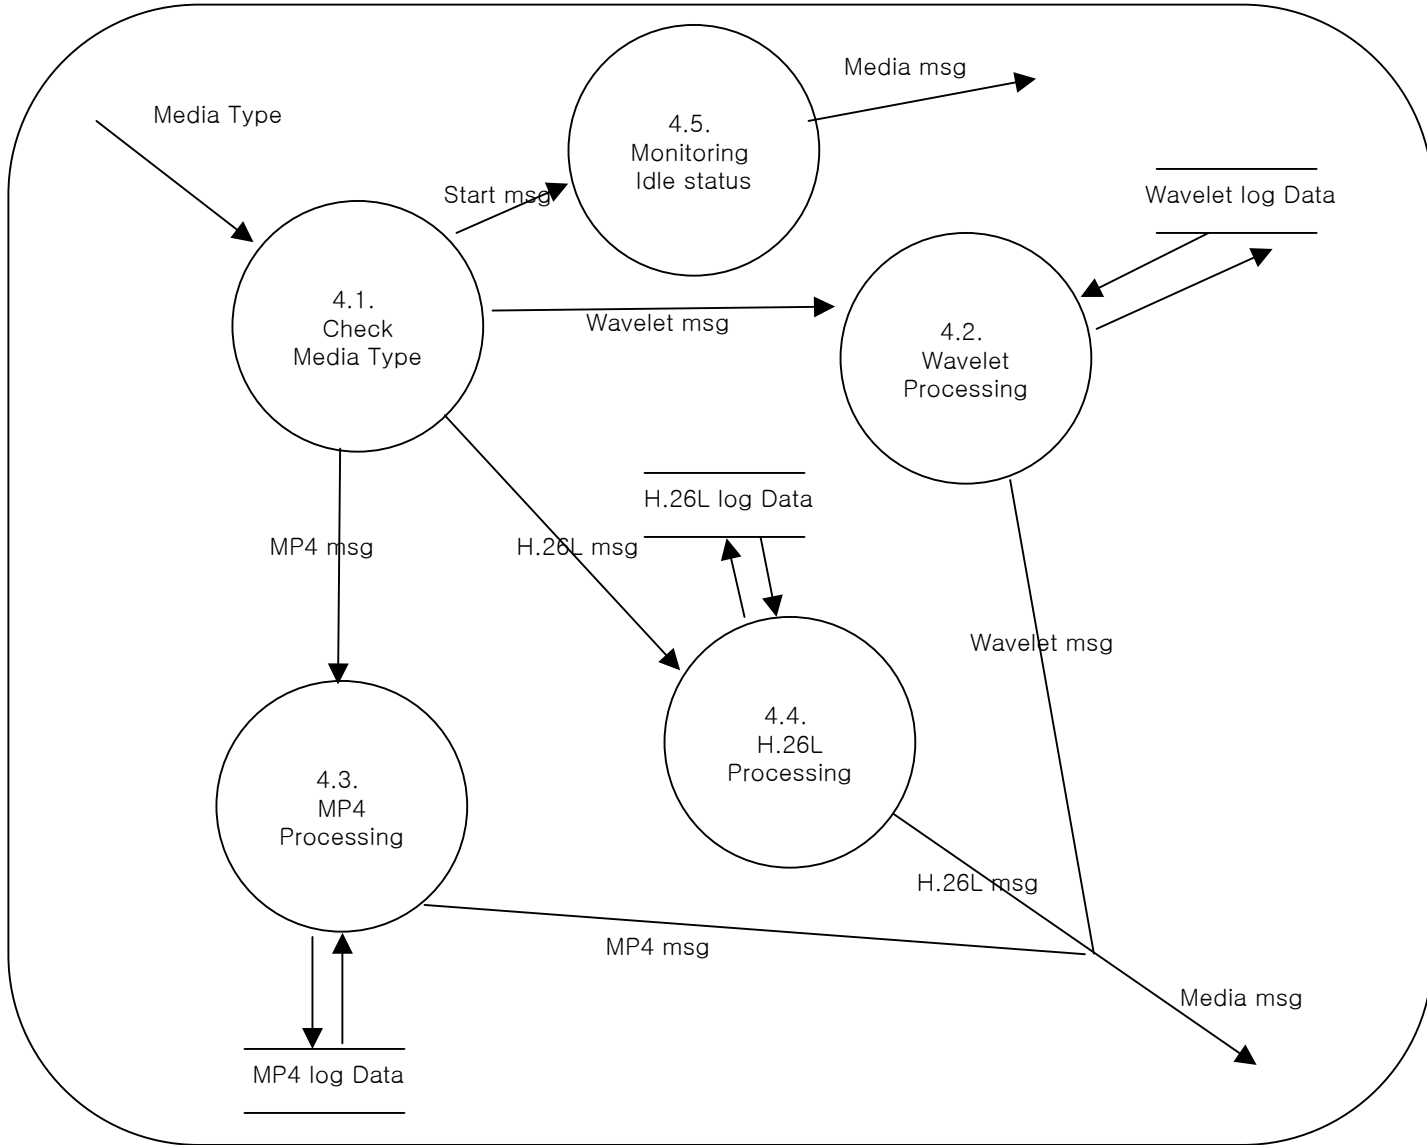 Media msg
Media Type
4.5.
Monitoring
Idle status
Start msg
Wavelet log Data
4.1.
Check
Media Type
Wavelet msg
4.2.
Wavelet
Processing
H.26L log Data
MP4 msg
H.26L msg
Wavelet msg
4.4.
H.26L
Processing
4.3.
MP4
Processing
H.26L msg
MP4 msg
Media msg
MP4 log Data